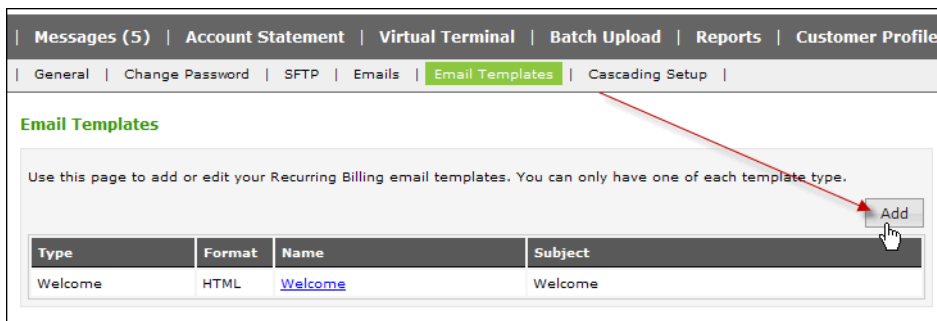 | Messages (5) | Account Statement | Virtual Terminal | Batch Upload | Reports | Customer Profile
| General | Change Password | SFTP | Emails | Email Templates | Cascading Setup |
Email Templates
Use this page to add or edit your Recurring Billing email templates. You can only have one of each template type.
Add
Type Format Name Subject
Welcome HTML Welcome Welcome